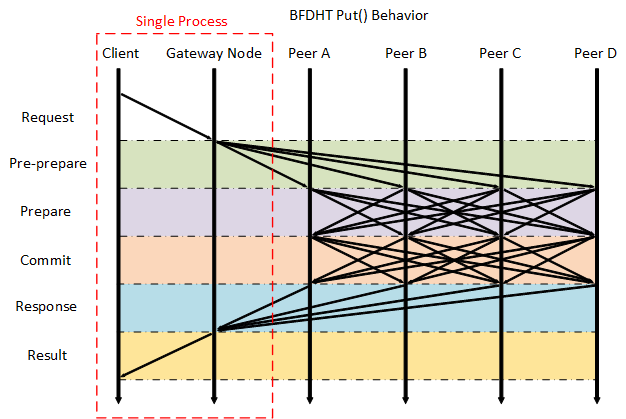 BFDHT Put() Behavior
Single Process
Client
Gateway Node
Peer A
Peer B
Peer C
Peer D
Request
Pre-prepare
Prepare
Commit
Response
Result